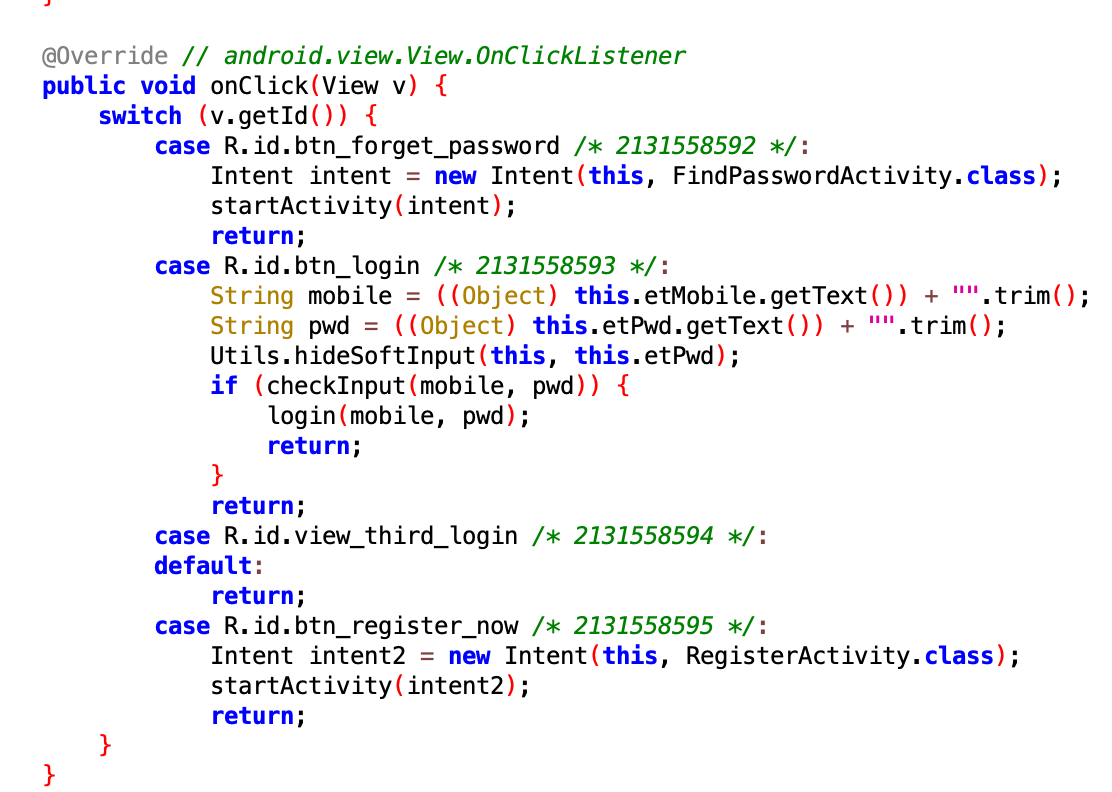 }
@Override // android.view.View.OnClickListener
public void onClick(View v) {
    switch (v.getId()) {
        case R.id.btn_forget_password /* 2131558592 */:
            Intent intent = new Intent(this, FindPasswordActivity.class);
            startActivity(intent);
            return;
        case R.id.btn_login /* 2131558593 */:
            String mobile = ((Object) this.etMobile.getText()) + "".trim();
            String pwd = ((Object) this.etPwd.getText()) + "".trim();
            Utils.hideSoftInput(this, this.etPwd);
            if (checkInput(mobile, pwd)) {
                login(mobile, pwd);
                return;
            }
            return;
        case R.id.view_third_login /* 2131558594 */:
        default:
            return;
        case R.id.btn_register_now /* 2131558595 */:
            Intent intent2 = new Intent(this, RegisterActivity.class);
            startActivity(intent2);
            return;
    }
}